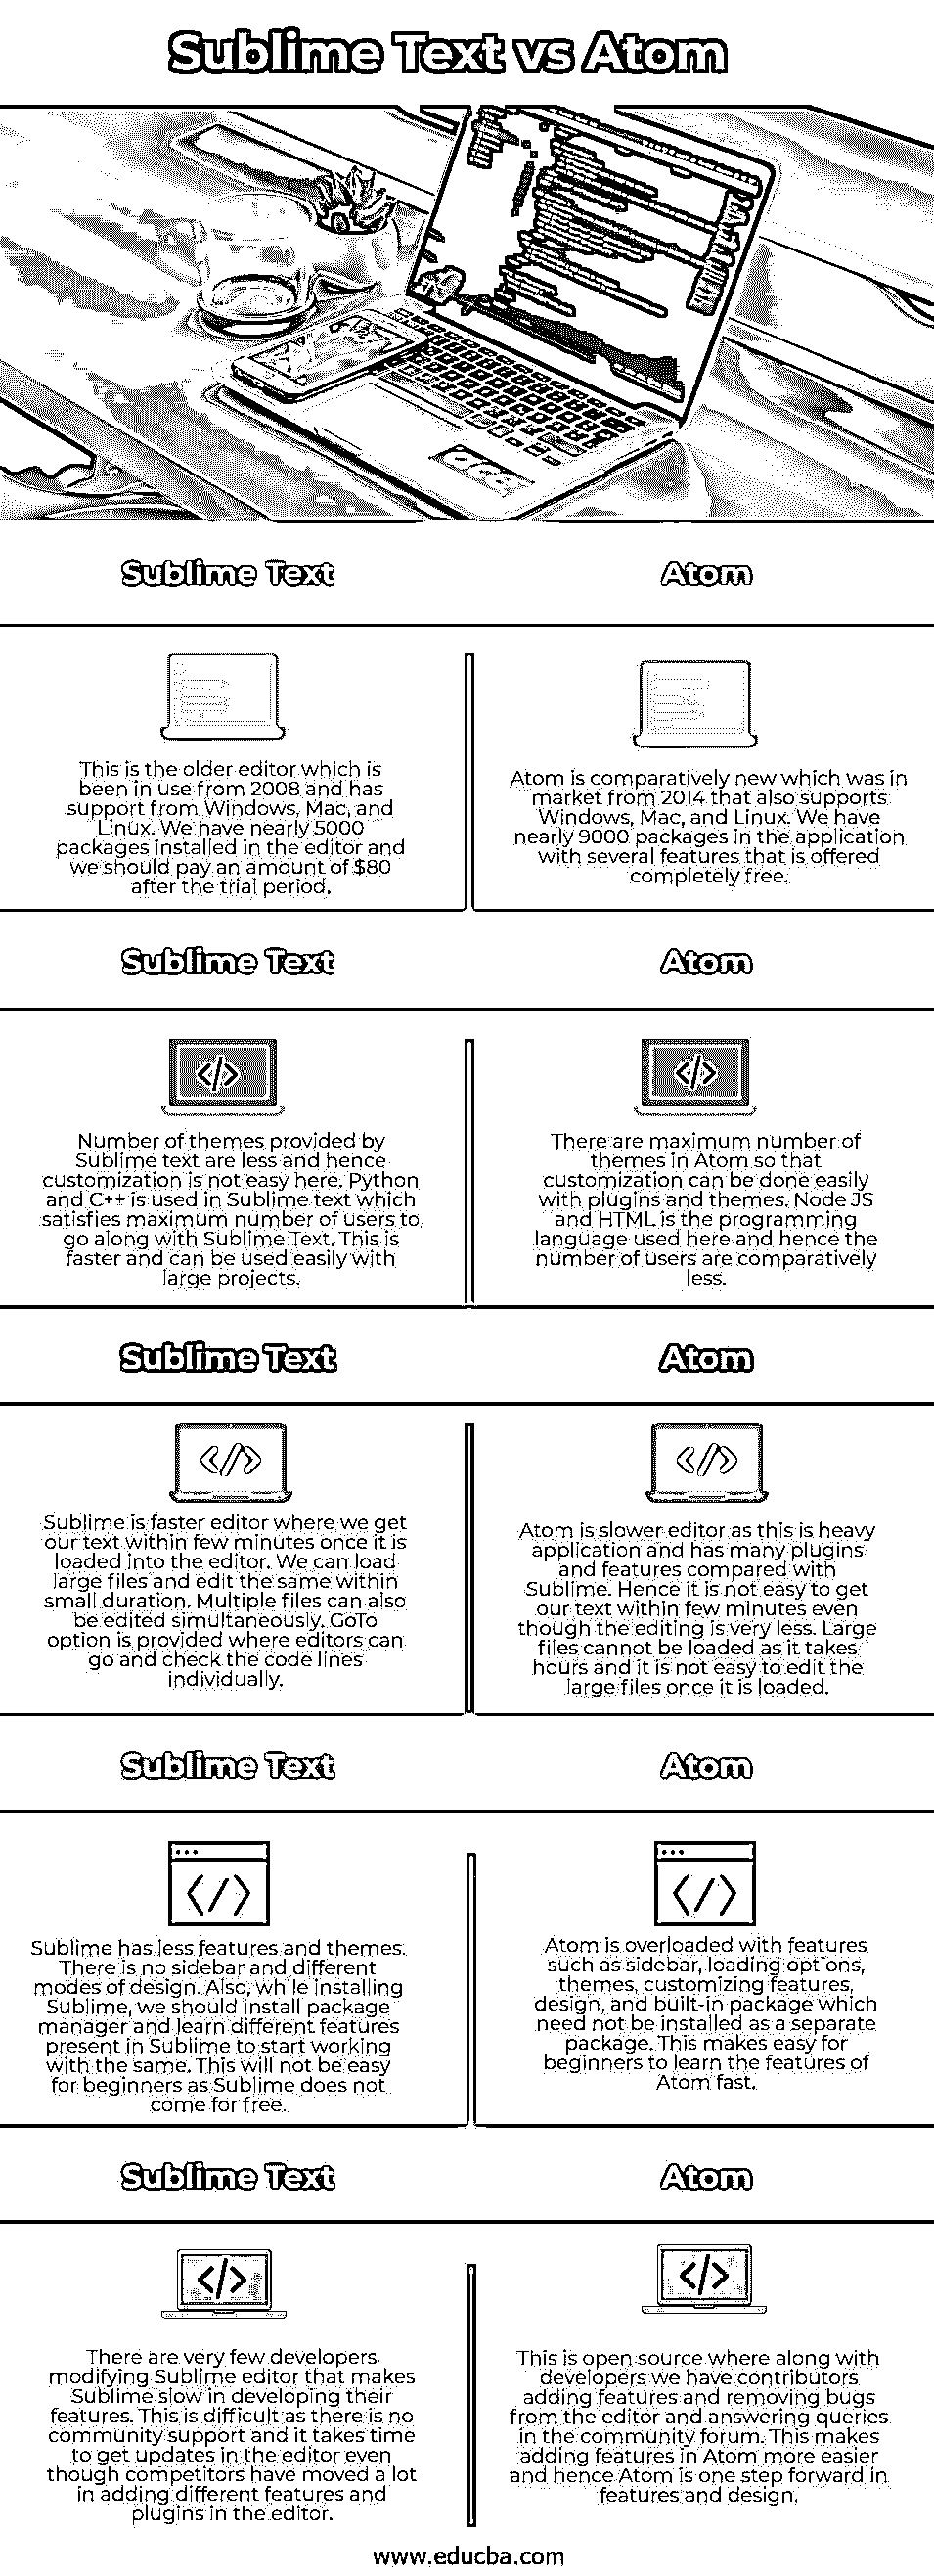 Sublime Text vs Atom
Sublime Text
Atom
This is the older editor which is
been in use from 2008 and has
support from Windows, Mac, and
Linux. We have nearly 5000
packages installed in the editor and
we should pay an amount of $80
after the trial period.
Atom is comparatively new which was in
market from 2014 that also supports
Windows, Mac, and Linux. We have
nearly 9000 packages in the application
with several features that is offered
completely free.
Sublime Text
Atom
Number of themes provided by
Sublime text are less and hence
customization is not easy here. Python
and C++ is used in Sublime text which
satisfies maximum number of users to
go along with Sublime Text. This is
faster and can be used easily with
large projects.
There are maximum number of
themes in Atom so that
customization can be done easily
with plugins and themes. Node JS
and HTML is the programming
language used here and hence the
number of users are comparatively
less.
Sublime Text
Atom
Sublime is faster editor where we get
our text within few minutes once it is
loaded into the editor. We can load
large files and edit the same within
small duration. Multiple files can also
be edited simultaneously. GoTo
option is provided where editors can
go and check the code lines
individually.
Atom is slower editor as this is heavy
application and has many plugins
and features compared with
Sublime. Hence it is not easy to get
our text within few minutes even
though the editing is very less. Large
files cannot be loaded as it takes
hours and it is not easy to edit the
large files once it is loaded.
Sublime Text
Atom
Sublime has less features and themes.
There is no sidebar and different
modes of design. Also, while installing
Sublime, we should install package
manager and learn different features
present in Sublime to start working
with the same. This will not be easy
for beginners as Sublime does not
come for free.
Atom is overloaded with features
such as sidebar, loading options,
themes, customizing features,
design, and built-in package which
need not be installed as a separate
package. This makes easy for
beginners to learn the features of
Atom fast.
Sublime Text
Atom
There are very few developers
modifying Sublime editor that makes
Sublime slow in developing their
features. This is difficult as there is no
community support and it takes time
to get updates in the editor even
though competitors have moved a lot
in adding different features and
plugins in the editor.
This is open source where along with
developers we have contributors
adding features and removing bugs
from the editor and answering queries
in the community forum. This makes
adding features in Atom more easier
and hence Atom is one step forward in
features and design.
www.educba.com